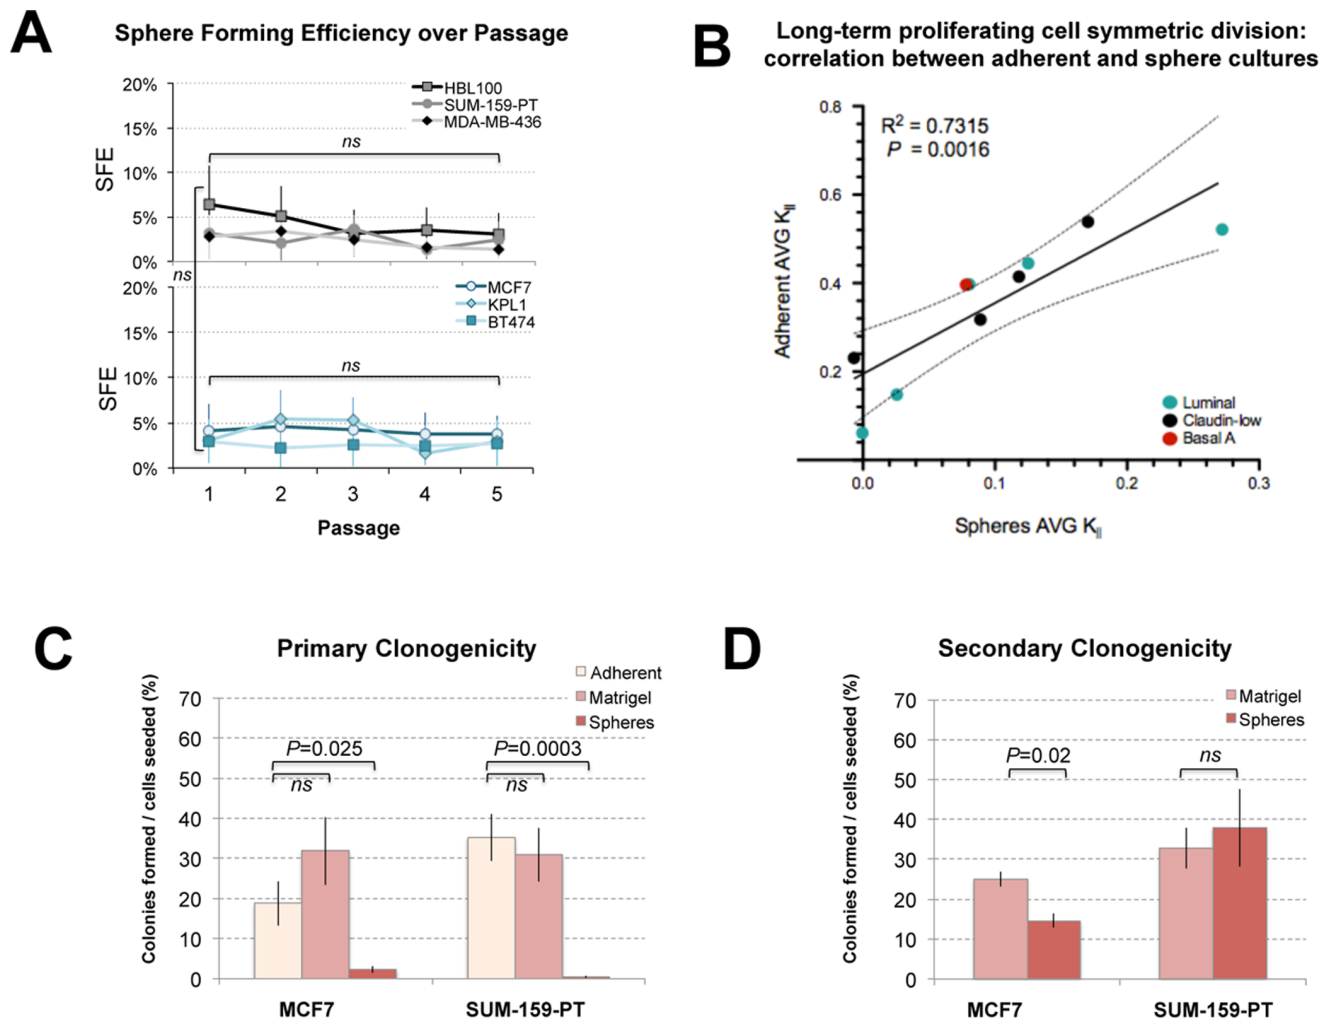 A
Sphere Forming Efficiency over Passage
20%
15%
10%
5%
0%
SFE
HBL100
SUM-159-PT
MDA-MB-436
ns
ns
20%
15%
10%
5%
0%
SFE
MCF7
KPL1
BT474
ns
1 2 3 4 5
Passage
B
Long-term proliferating cell symmetric division:
correlation between adherent and sphere cultures
0.8
0.6
0.4
0.2
Adherent AVG K||
R² = 0.7315
P = 0.0016
Luminal
Claudin-low
Basal A
0.0 0.1 0.2 0.3
Spheres AVG K||
C
Primary Clonogenicity
Adherent
Matrigel
Spheres
Colonies formed / cells seeded (%)
70
60
50
40
30
20
10
0
P=0.025
ns
P=0.0003
ns
MCF7 SUM-159-PT
D
Secondary Clonogenicity
Matrigel
Spheres
Colonies formed / cells seeded (%)
70
60
50
40
30
20
10
0
P=0.02
ns
MCF7 SUM-159-PT